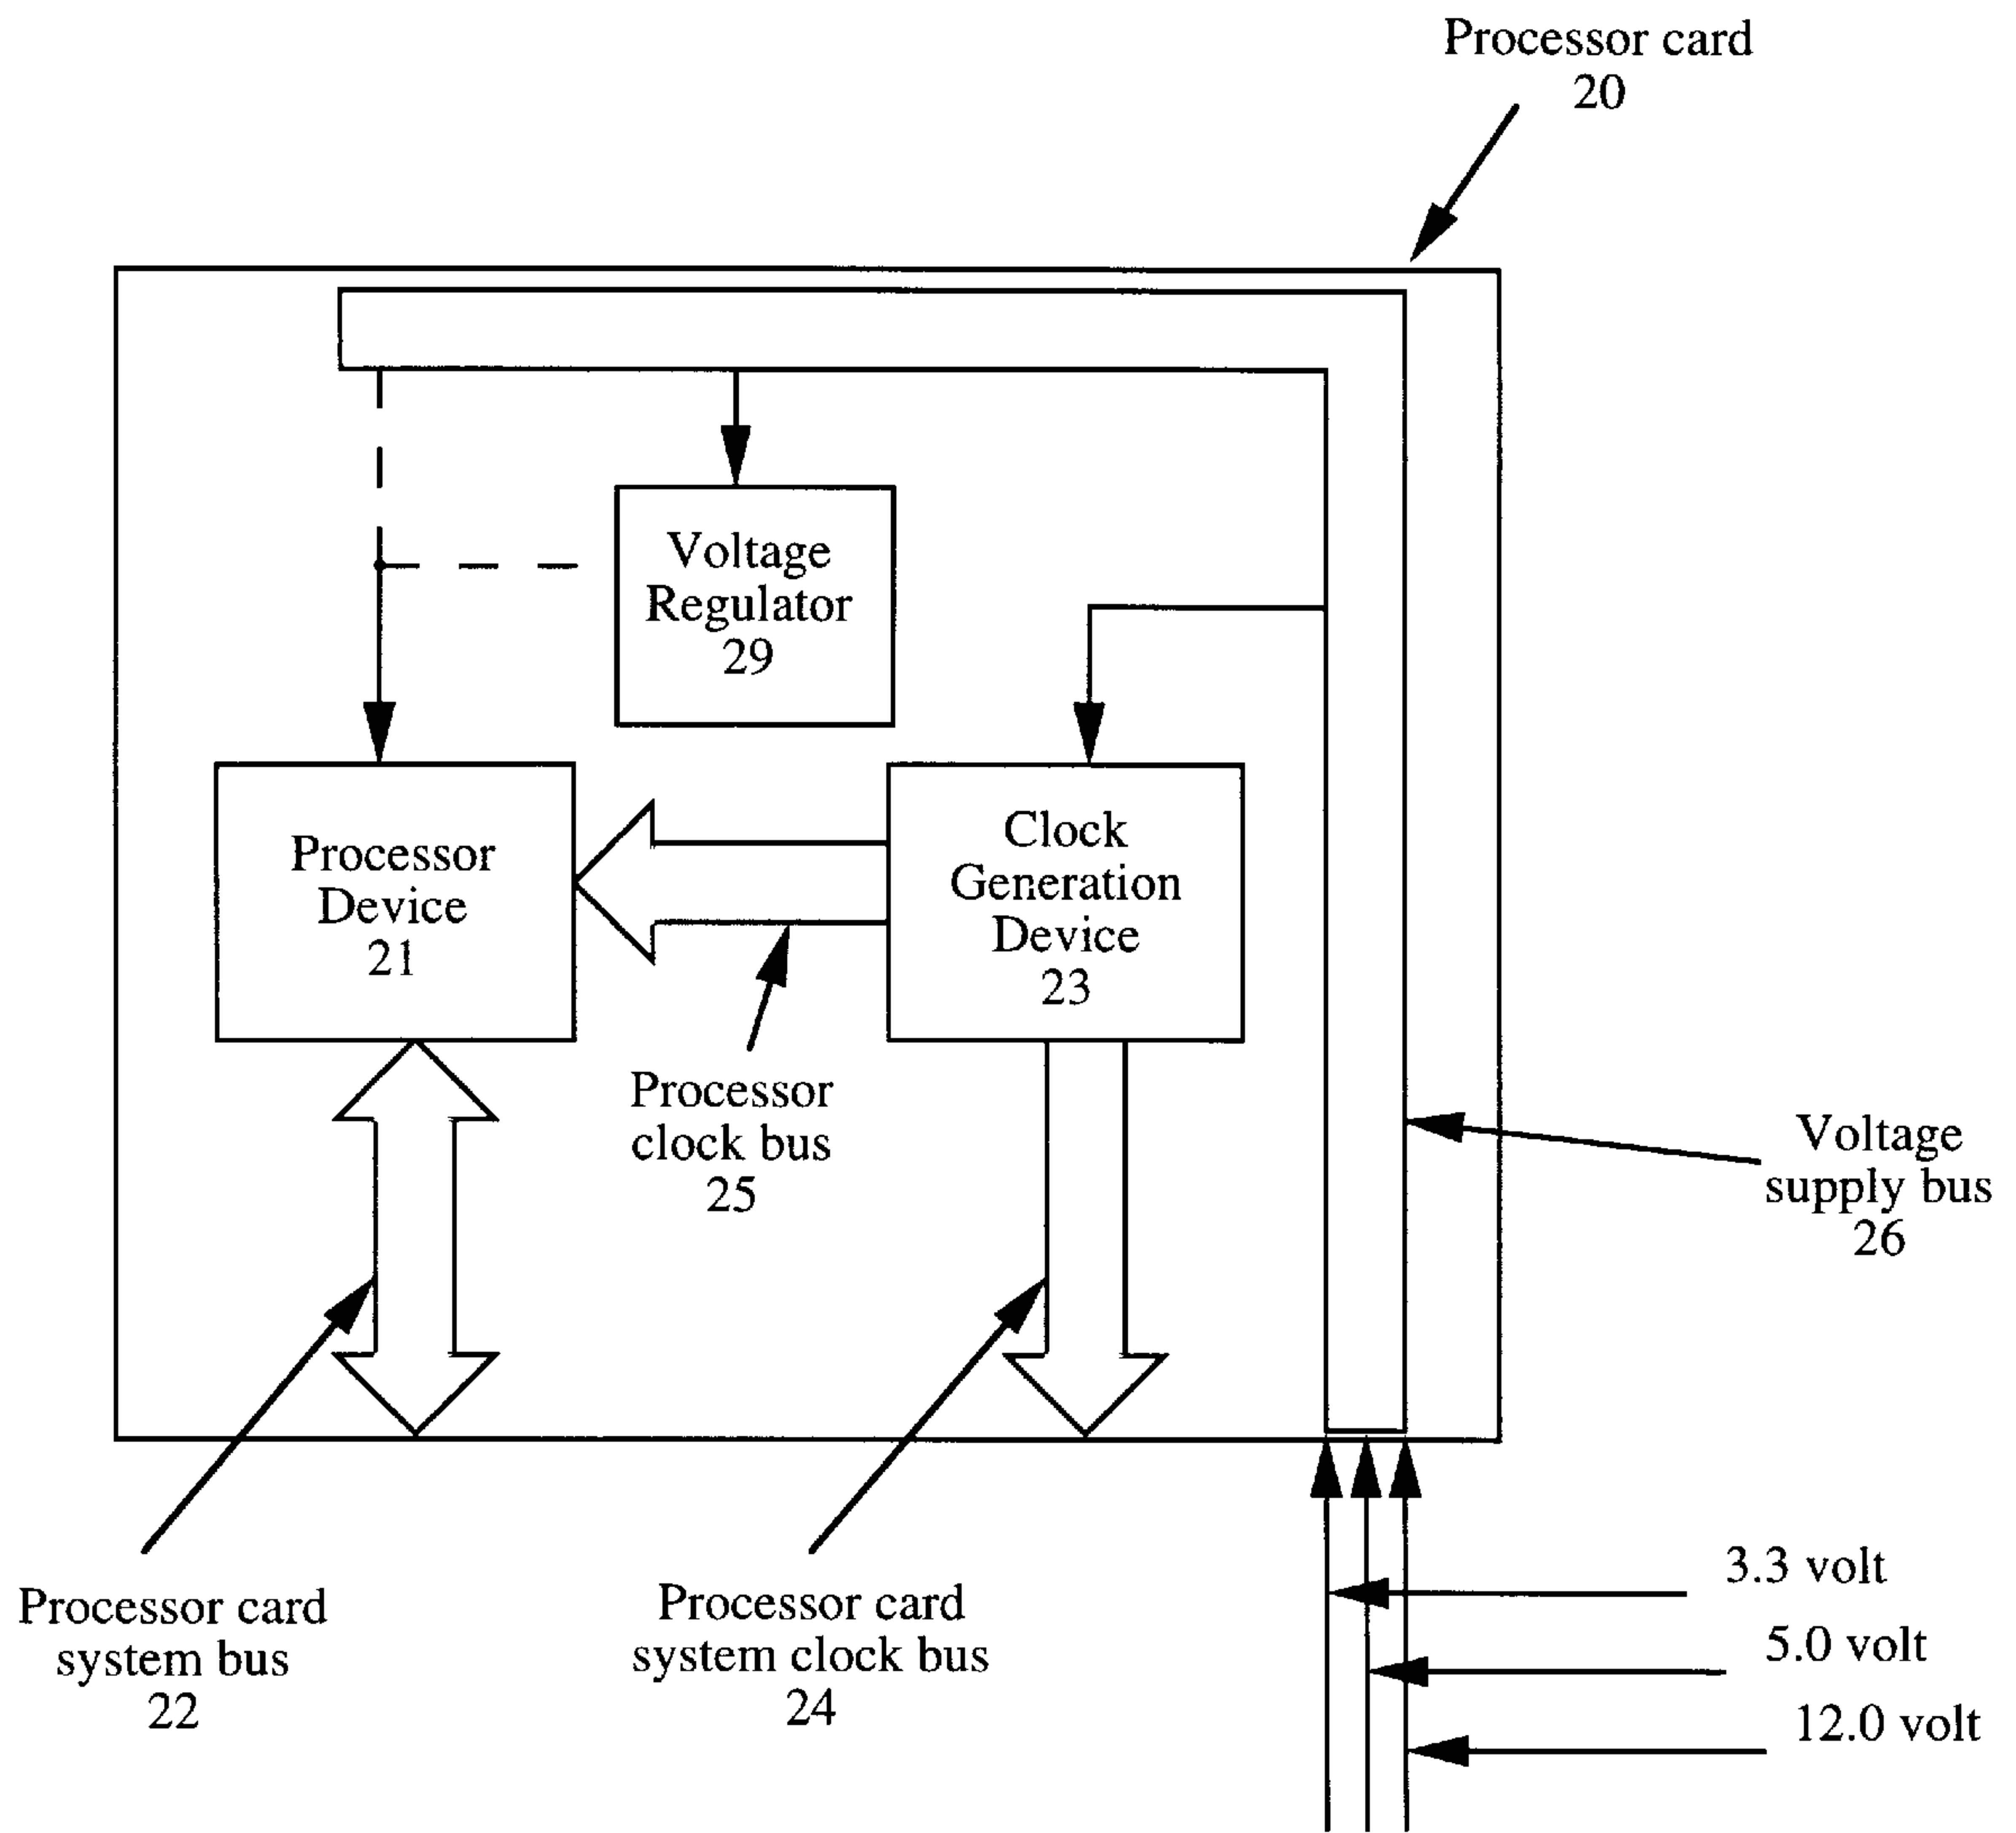 Processor card
20
Voltage
Regulator
29
Processor
Device
21
Clock
Generation
Device
23
Processor
clock bus
25
Voltage
supply bus
26
Processor card
system bus
22
Processor card
system clock bus
24
3.3 volt
5.0 volt
12.0 volt